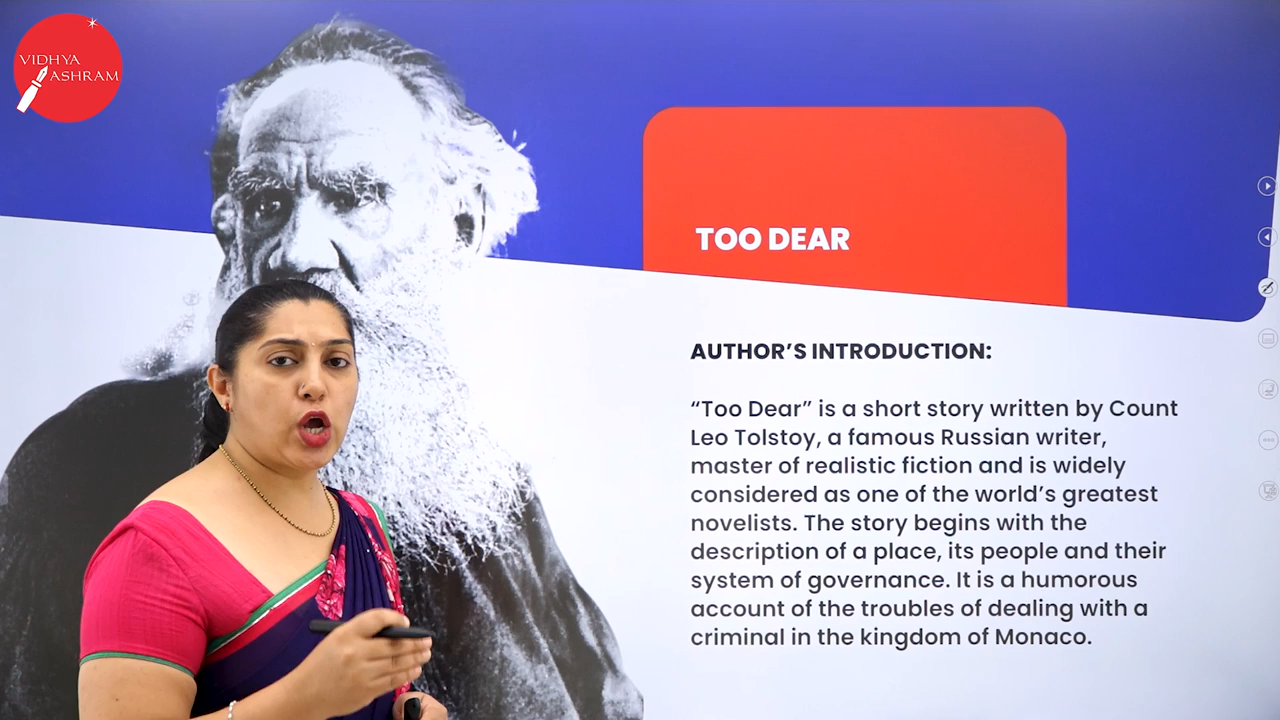 VIDHYA
ASHRAM
TOO DEAR
AUTHOR’S INTRODUCTION:
“Too Dear” is a short story written by Count
Leo Tolstoy, a famous Russian writer,
master of realistic fiction and is widely
considered as one of the world’s greatest
novelists. The story begins with the
description of a place, its people and their
system of governance. It is a humorous
account of the troubles of dealing with a
criminal in the kingdom of Monaco.